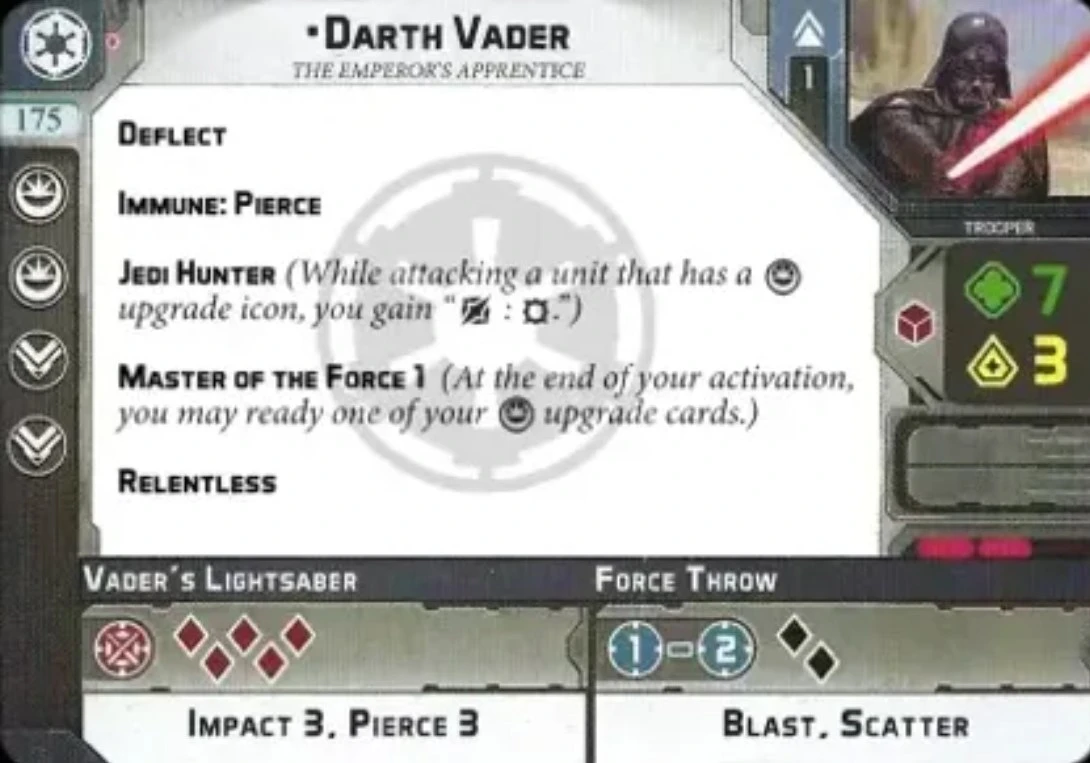 ·DARTH VADER
THE EMPEROR'S APPRENTICE
1
175
DEFLECT
IMMUNE: PIERCE
JEDI HUNTER (While attacking a unit that has a
upgrade icon, you gain " : .")
MASTER OF THE FORCE 1 (At the end of your activation,
you may ready one of your upgrade cards.)
RELENTLESS
TROOPER
7
3
VADER'S LIGHTSABER
IMPACT 3, PIERCE 3
FORCE THROW
1 - 2
BLAST, SCATTER